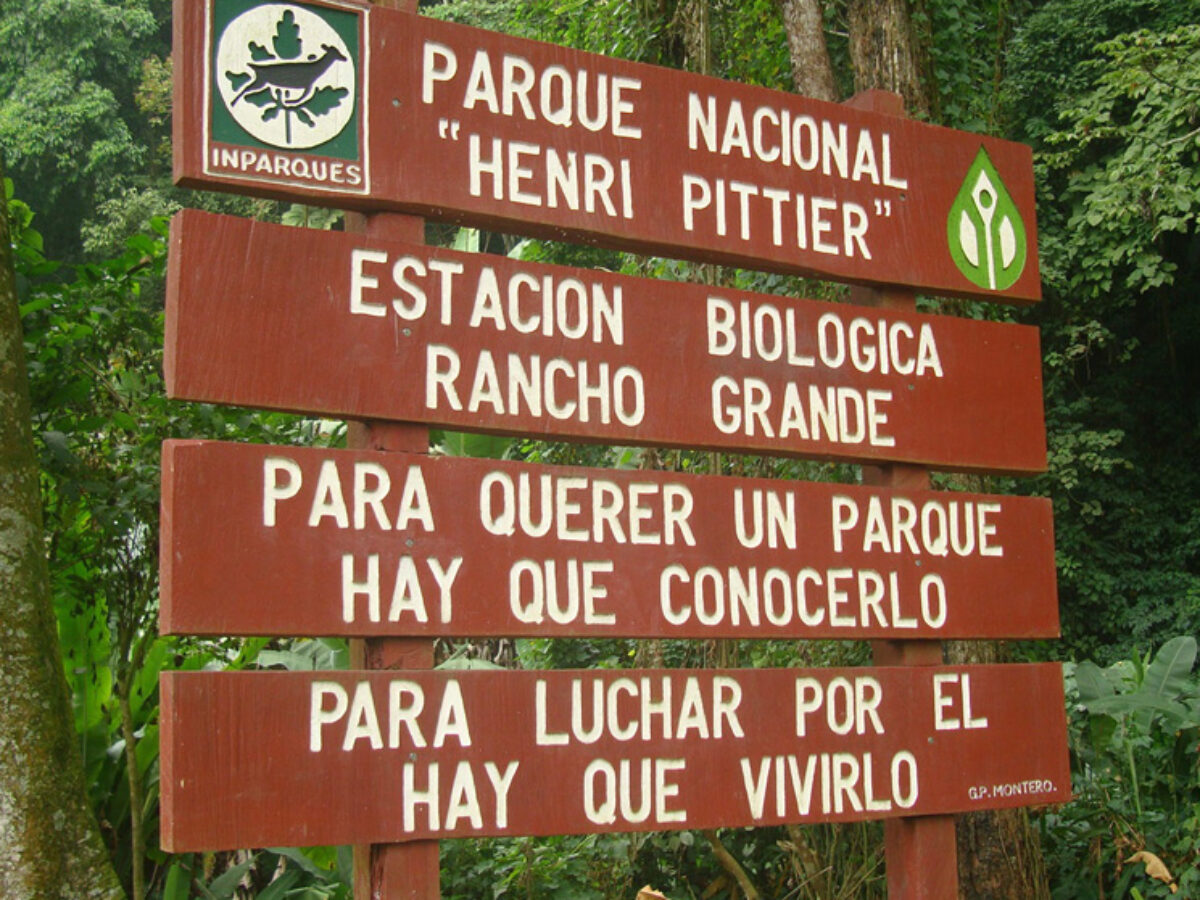 INPARQUES
PARQUE NACIONAL
"HENRI PITTIER"
ESTACION BIOLOGICA
RANCHO GRANDE
PARA QUERER UN PARQUE
HAY QUE CONOCERLO
PARA LUCHAR POR EL
HAY QUE VIVIRLO
G.P. MONTERO.